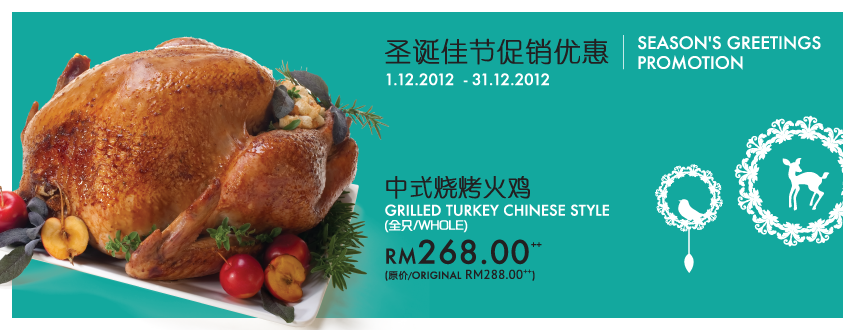 圣诞佳节促销优惠
1.12.2012 - 31.12.2012
SEASON'S GREETINGS
PROMOTION
中式烧烤火鸡
GRILLED TURKEY CHINESE STYLE
(全只/WHOLE)
RM268.00++
(原价/ORIGINAL RM288.00++)